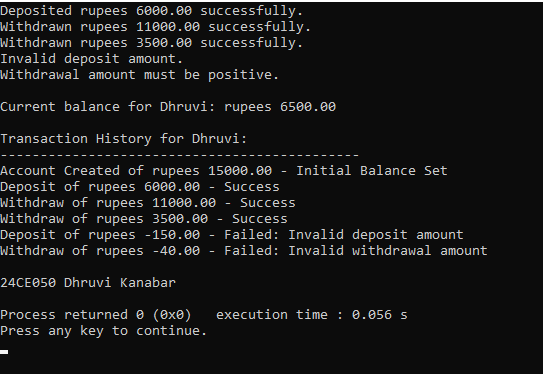 Deposited rupees 6000.00 successfully.
Withdrawn rupees 11000.00 successfully.
Withdrawn rupees 3500.00 successfully.
Invalid deposit amount.
Withdrawal amount must be positive.
Current balance for Dhruvi: rupees 6500.00
Transaction History for Dhruvi:
---------------------------------------------
Account Created of rupees 15000.00 - Initial Balance Set
Deposit of rupees 6000.00 - Success
Withdraw of rupees 11000.00 - Success
Withdraw of rupees 3500.00 - Success
Deposit of rupees -150.00 - Failed: Invalid deposit amount
Withdraw of rupees -40.00 - Failed: Invalid withdrawal amount
24CE050 Dhruvi Kanabar
Process returned 0 (0x0)   execution time : 0.056 s
Press any key to continue.